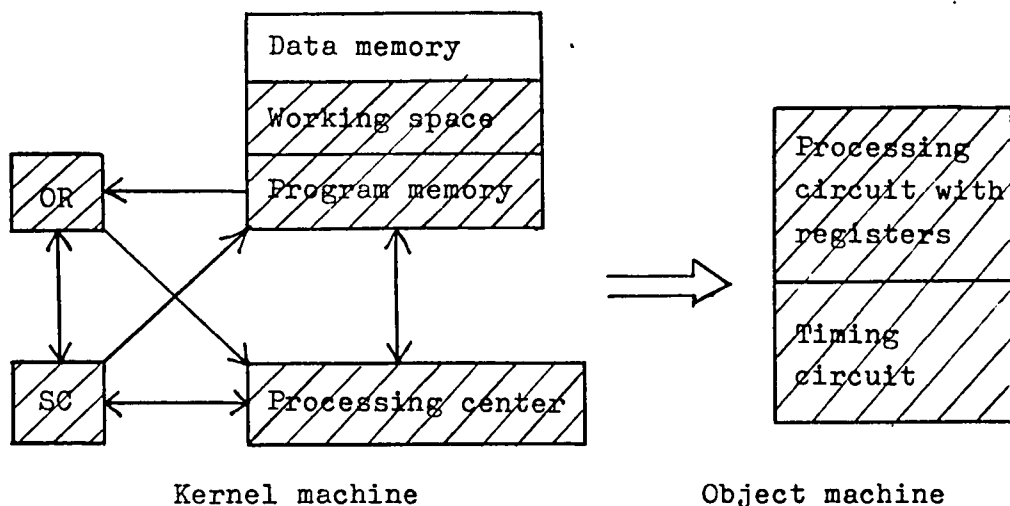 Data memory
Working space
Program memory
OR
SC
Processing center
Kernel machine
Processing
circuit with
registers
Timing
circuit
Object machine